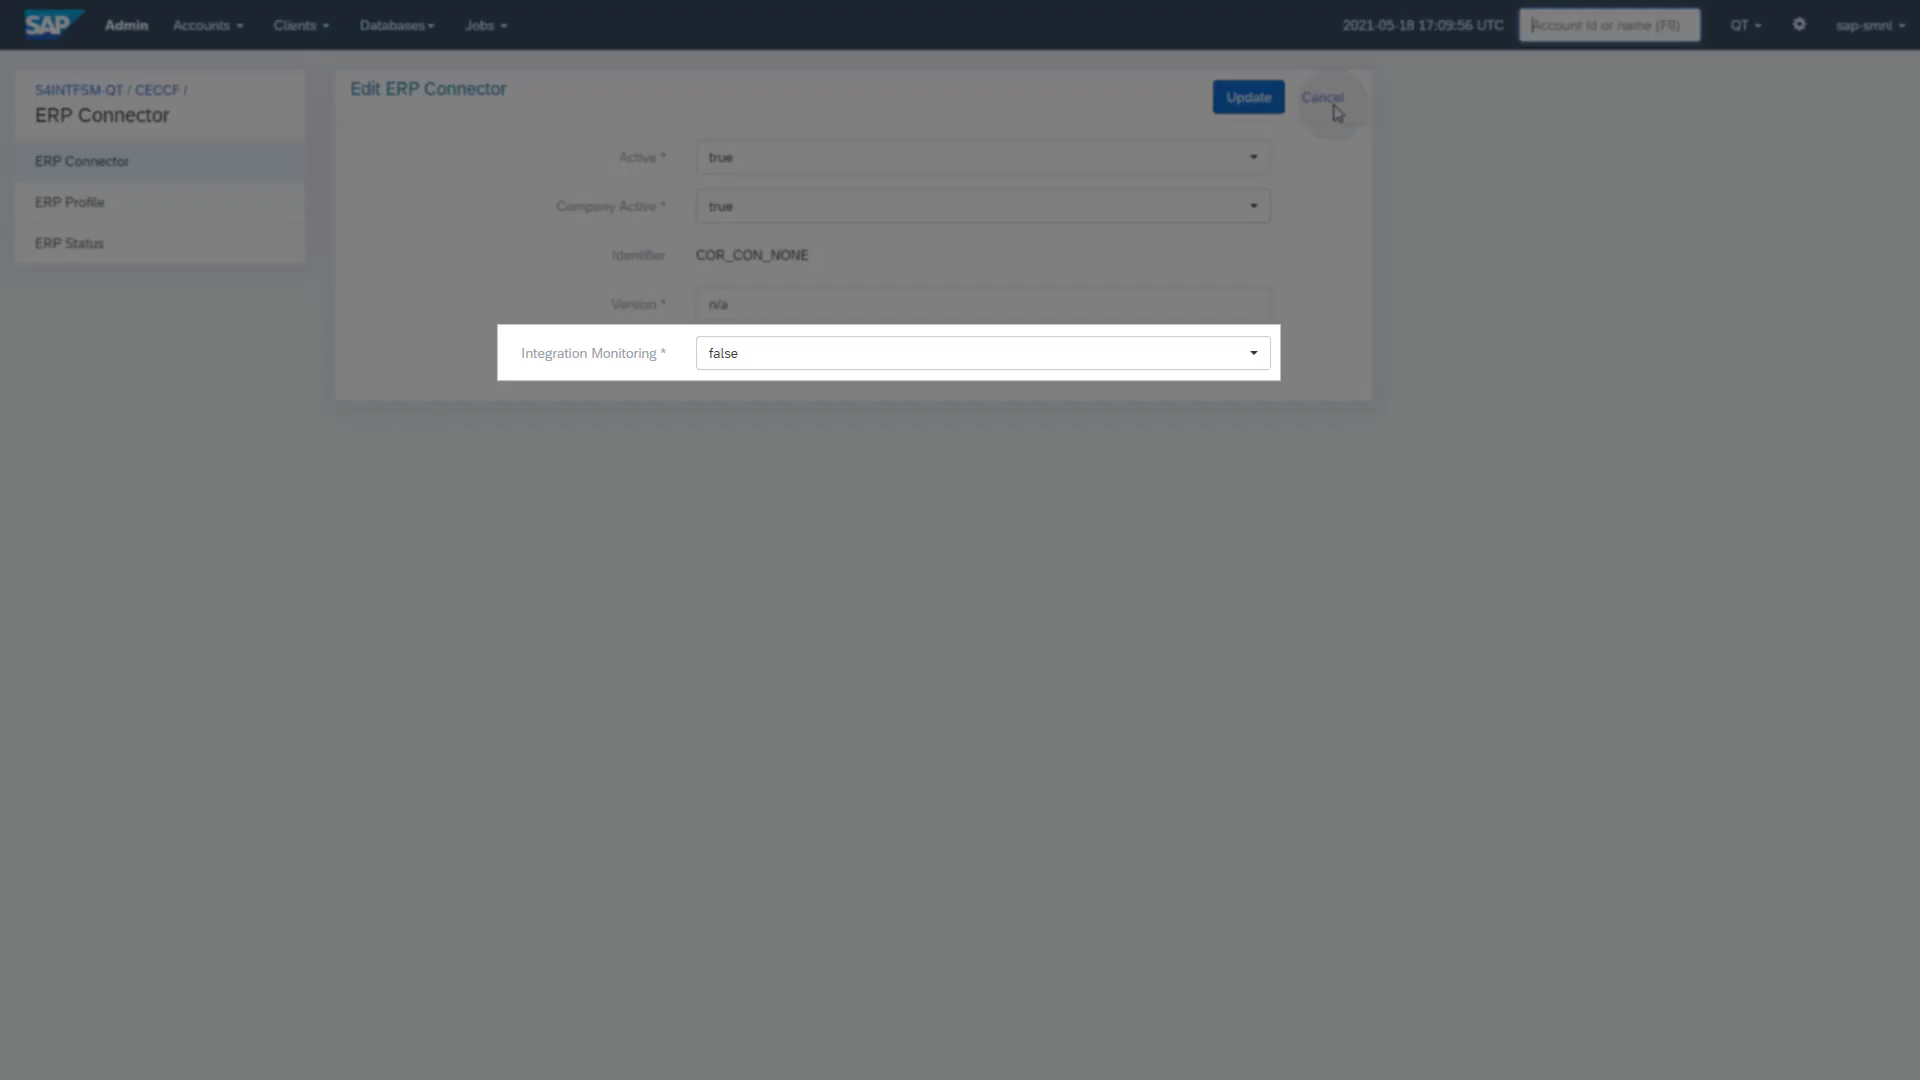 SAP Admin Accounts Clients Databases Jobs 2021-05-18 17:09:56 UTC Account Id or name (F8) QT sap-smnl
S4INTFSM-QT / CECCF /
ERP Connector
ERP Connector
ERP Profile
ERP Status
Edit ERP Connector Update Cancel
Active * true
Company Active * true
Identifier COR_CON_NONE
Version * n/a
Integration Monitoring * false